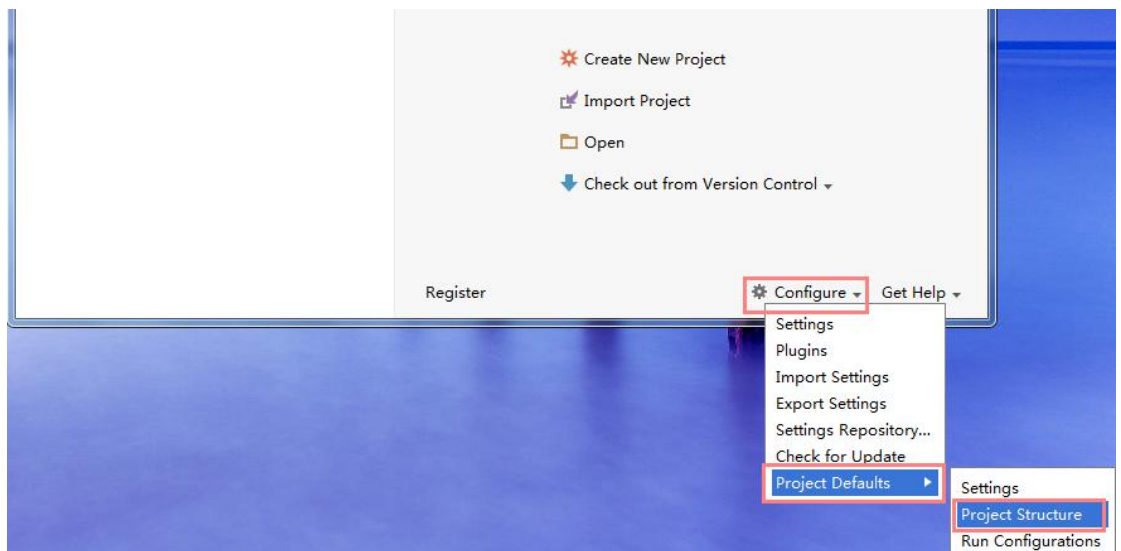 Create New Project
Import Project
Open
Check out from Version Control
Register
Configure
Get Help
Settings
Plugins
Import Settings
Export Settings
Settings Repository...
Check for Update
Project Defaults
Settings
Project Structure
Run Configurations